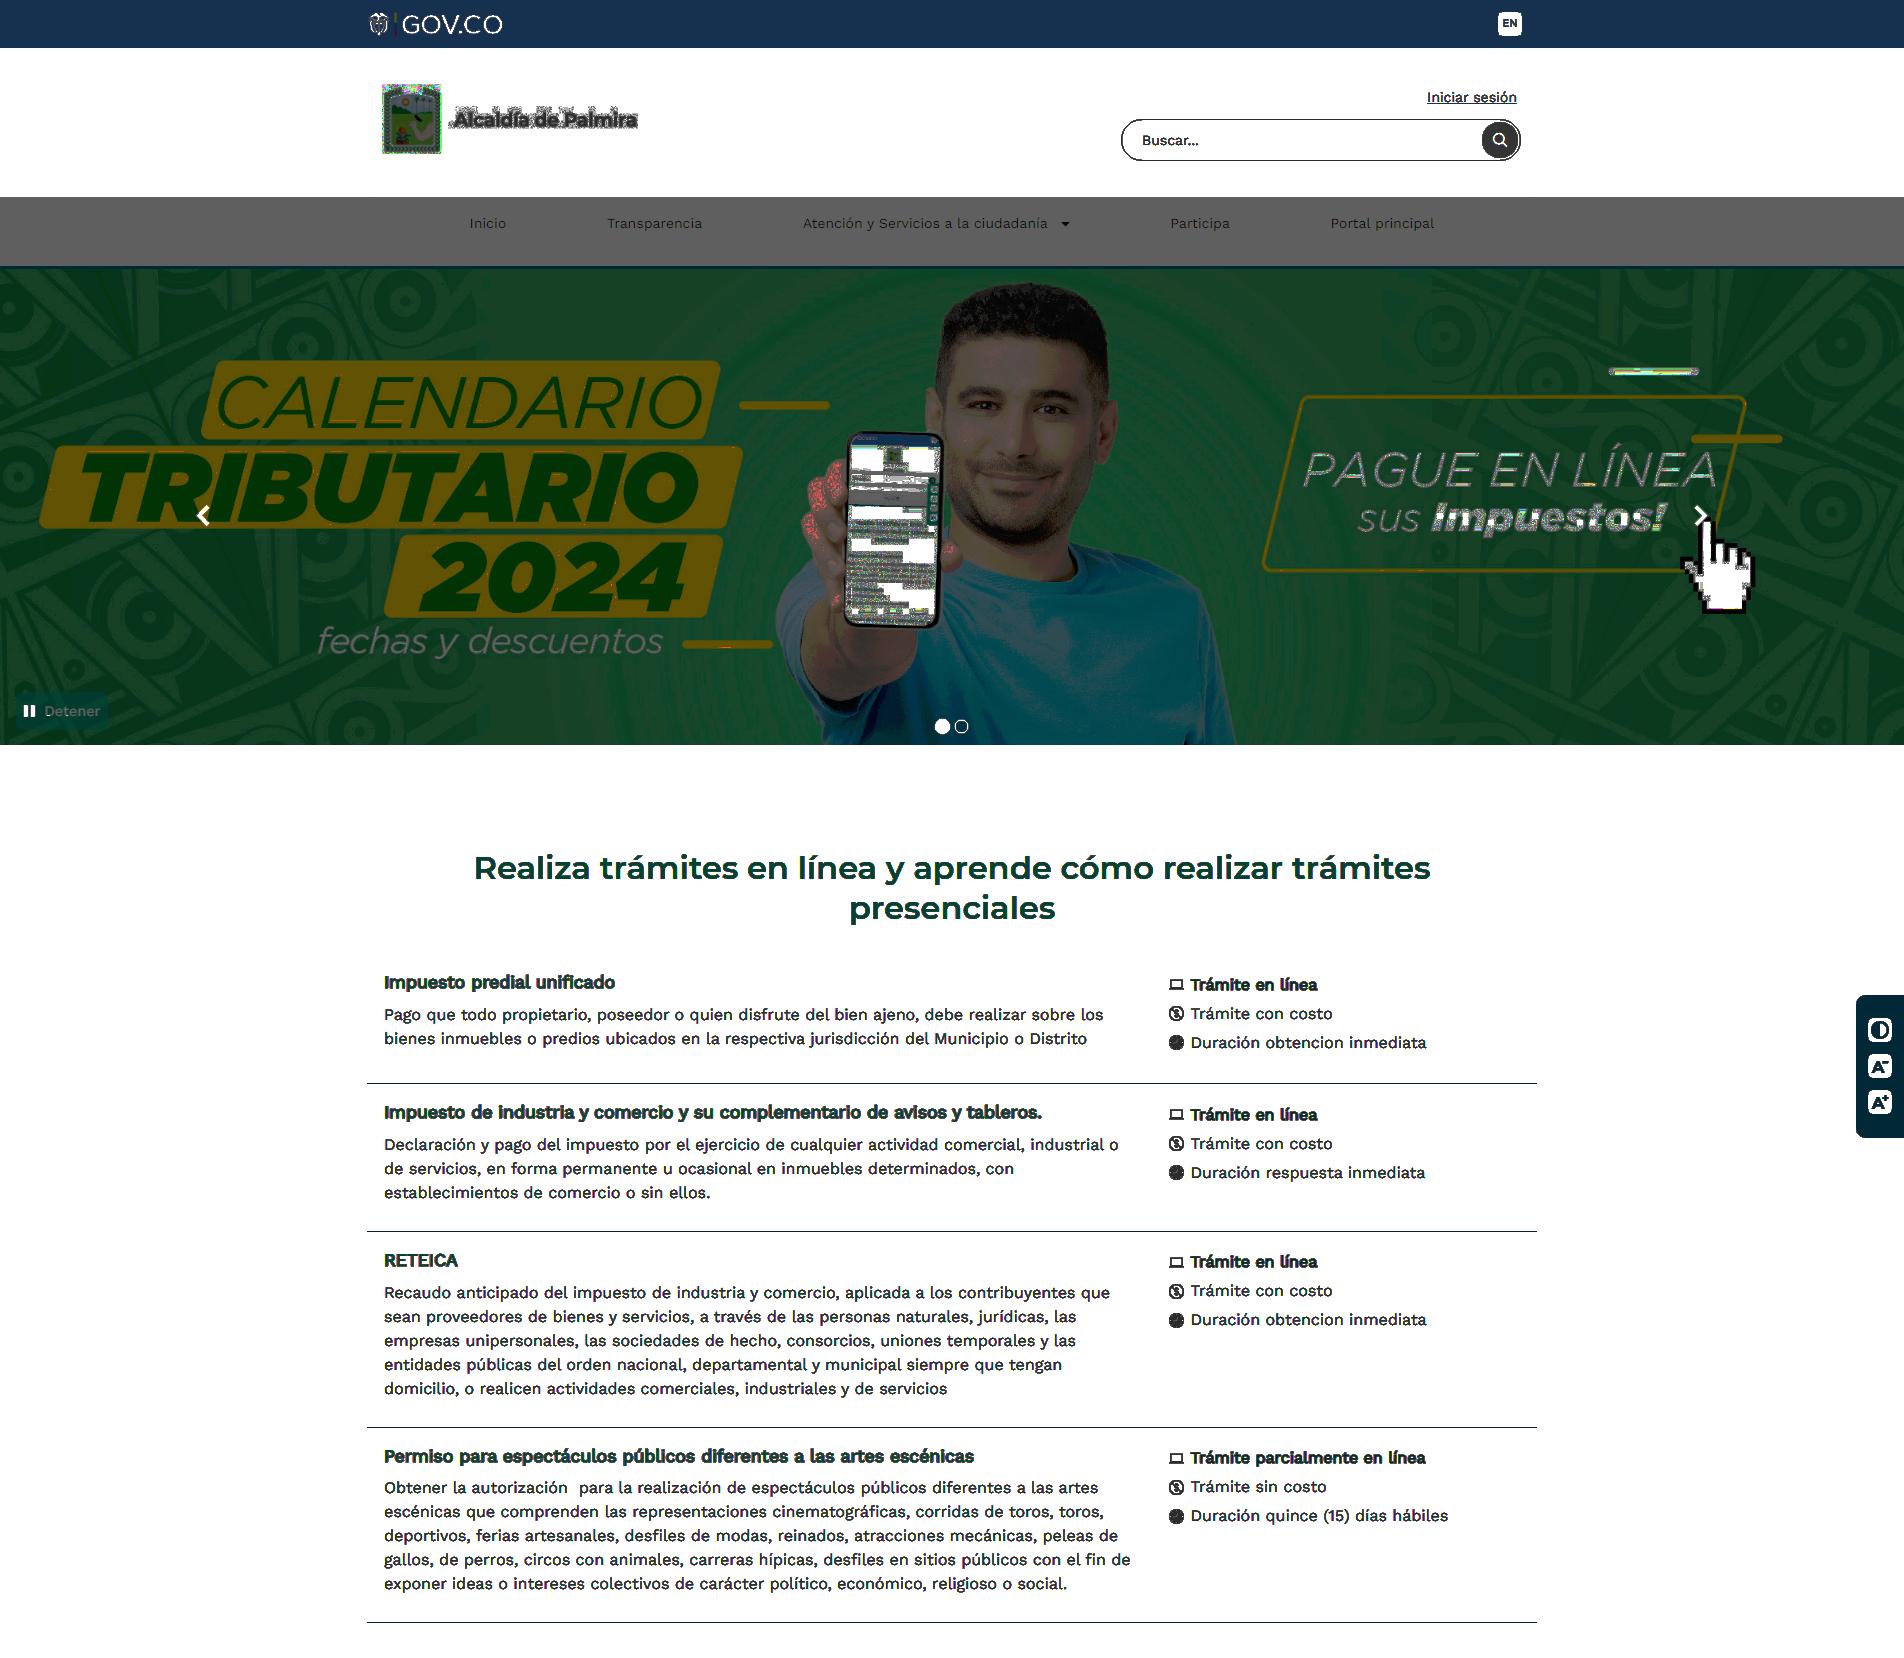 GOV.CO
EN
Alcaldía de Palmira
Iniciar sesión
Buscar...
Inicio
Transparencia
Atención y Servicios a la ciudadanía
Participa
Portal principal
CALENDARIO
TRIBUTARIO
2024
fechas y descuentos
PAGUE EN LÍNEA
sus Impuestos!
Detener
Realiza trámites en línea y aprende cómo realizar trámites
presenciales
Impuesto predial unificado
Pago que todo propietario, poseedor o quien disfrute del bien ajeno, debe realizar sobre los
bienes inmuebles o predios ubicados en la respectiva jurisdicción del Municipio o Distrito
Trámite en línea
Trámite con costo
Duración obtencion inmediata
Impuesto de industria y comercio y su complementario de avisos y tableros.
Declaración y pago del impuesto por el ejercicio de cualquier actividad comercial, industrial o
de servicios, en forma permanente u ocasional en inmuebles determinados, con
establecimientos de comercio o sin ellos.
Trámite en línea
Trámite con costo
Duración respuesta inmediata
RETEICA
Recaudo anticipado del impuesto de industria y comercio, aplicada a los contribuyentes que
sean proveedores de bienes y servicios, a través de las personas naturales, jurídicas, las
empresas unipersonales, las sociedades de hecho, consorcios, uniones temporales y las
entidades públicas del orden nacional, departamental y municipal siempre que tengan
domicilio, o realicen actividades comerciales, industriales y de servicios
Trámite en línea
Trámite con costo
Duración obtencion inmediata
Permiso para espectáculos públicos diferentes a las artes escénicas
Obtener la autorización  para la realización de espectáculos públicos diferentes a las artes
escénicas que comprenden las representaciones cinematográficas, corridas de toros, toros,
deportivos, ferias artesanales, desfiles de modas, reinados, atracciones mecánicas, peleas de
gallos, de perros, circos con animales, carreras hípicas, desfiles en sitios públicos con el fin de
exponer ideas o intereses colectivos de carácter político, económico, religioso o social.
Trámite parcialmente en línea
Trámite sin costo
Duración quince (15) días hábiles
A-
A+